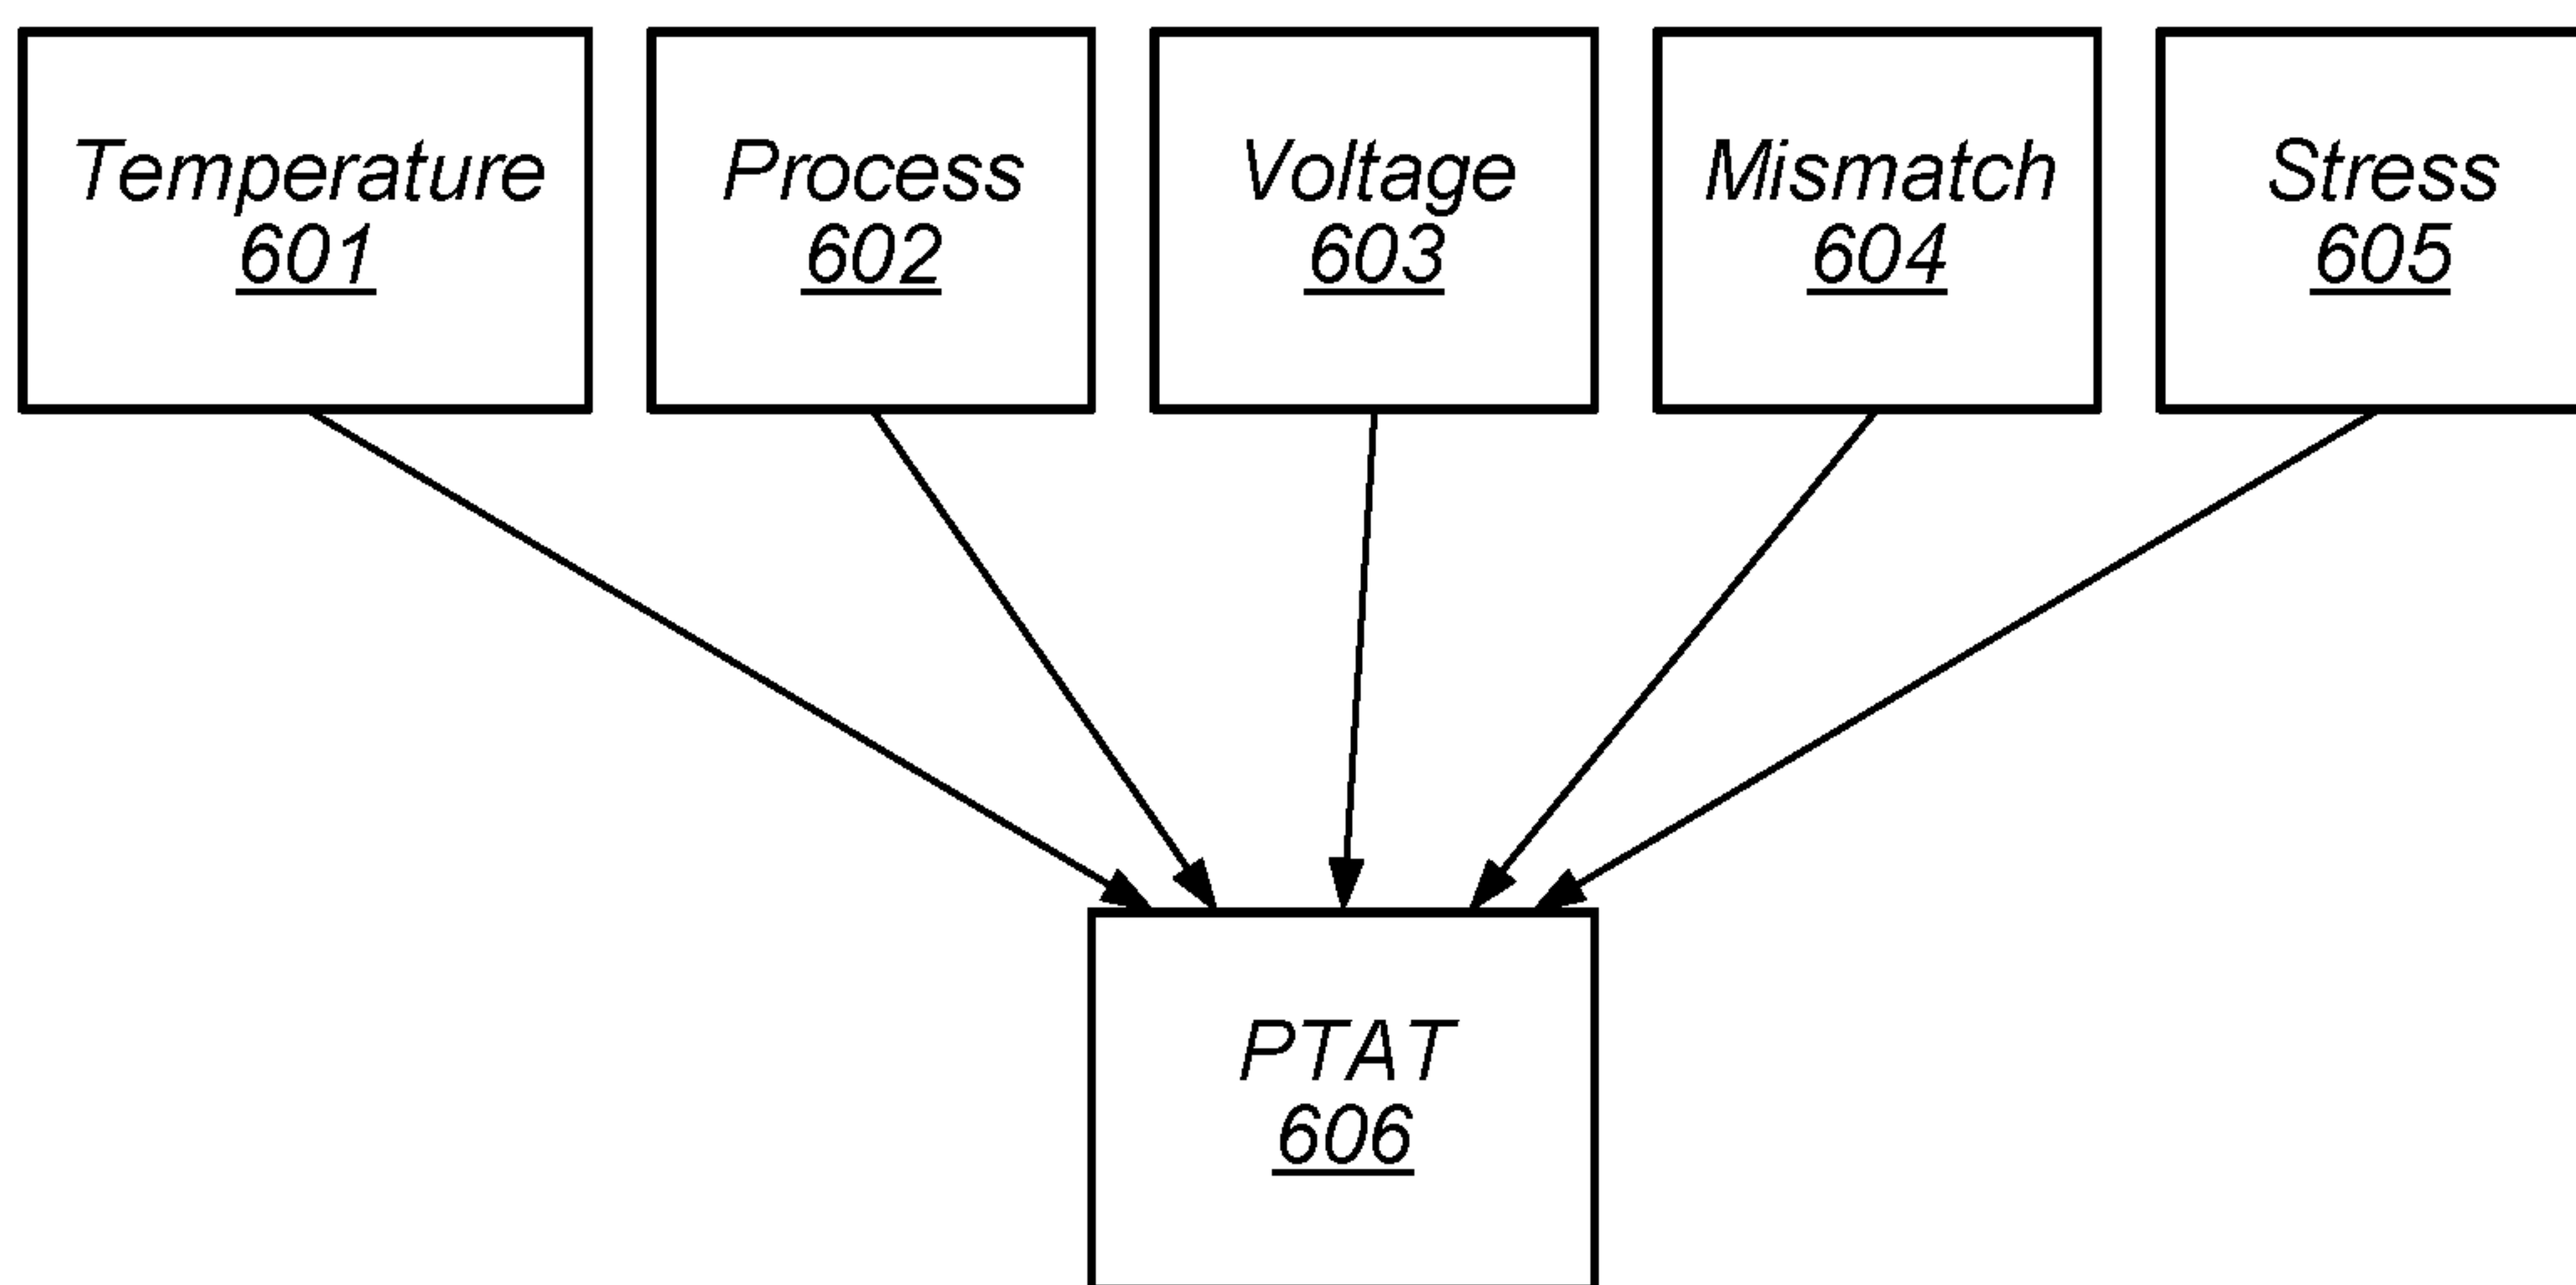 Temperature
601
Process
602
Voltage
603
Mismatch
604
Stress
605
PTAT
606